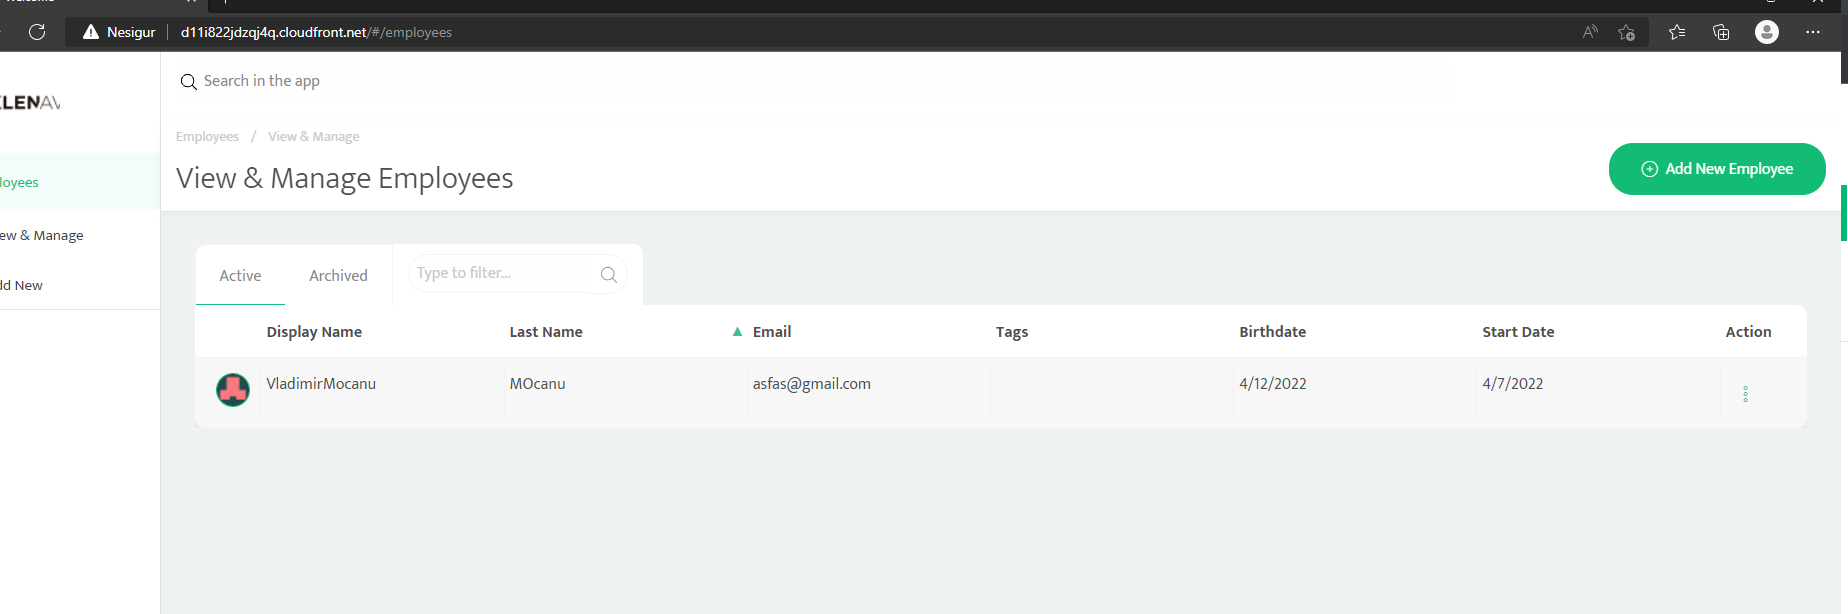 Nesigur d11i822jdzqj4q.cloudfront.net/#/employees
Search in the app
Employees / View & Manage
View & Manage Employees
Add New Employee
loyees
ew & Manage
dd New
Active Archived Type to filter...
Display Name Last Name ▲ Email Tags Birthdate Start Date Action
VladimirMocanu MOcanu asfas@gmail.com 4/12/2022 4/7/2022